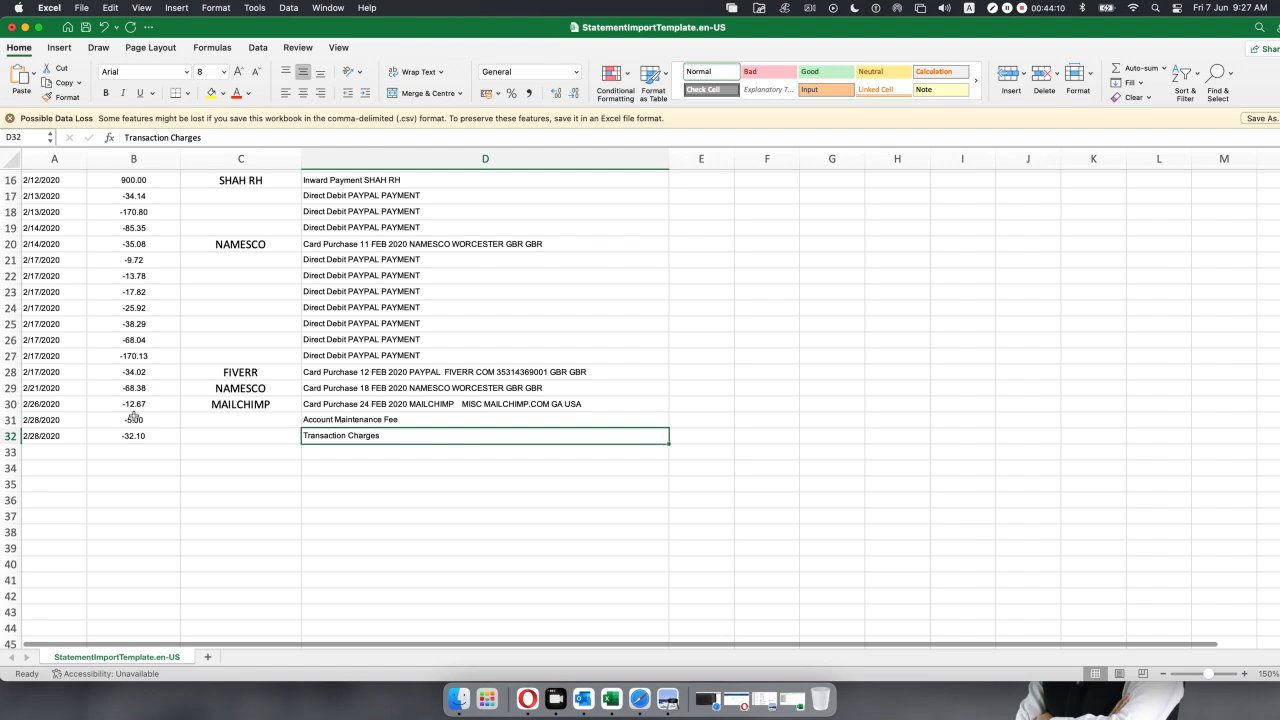 Excel File Edit View Insert Format Tools Data Window Help 00:44:10 A Fri 7 Jun 9:27 AM
StatementImportTemplate.en-US
Home Insert Draw Page Layout Formulas Data Review View Shar
Paste Cut Copy Format Arial 8 Wrap Text Merge & Centre General Conditional Formatting Format as Table Normal Bad Good Neutral Calculation Check Cell Explanatory T... Input Linked Cell Note Insert Delete Format Auto-sum Fill Clear Sort & Filter Find & Select
Possible Data Loss Some features might be lost if you save this workbook in the comma-delimited (.csv) format. To preserve these features, save it in an Excel file format. Save As.
D32 fx Transaction Charges
A B C D E F G H I J K L M
16 2/12/2020 900.00 SHAH RH Inward Payment SHAH RH
17 2/13/2020 -34.14 Direct Debit PAYPAL PAYMENT
18 2/13/2020 -170.80 Direct Debit PAYPAL PAYMENT
19 2/14/2020 -85.35 Direct Debit PAYPAL PAYMENT
20 2/14/2020 -35.08 NAMESCO Card Purchase 11 FEB 2020 NAMESCO WORCESTER GBR GBR
21 2/17/2020 -9.72 Direct Debit PAYPAL PAYMENT
22 2/17/2020 -13.78 Direct Debit PAYPAL PAYMENT
23 2/17/2020 -17.82 Direct Debit PAYPAL PAYMENT
24 2/17/2020 -25.92 Direct Debit PAYPAL PAYMENT
25 2/17/2020 -38.29 Direct Debit PAYPAL PAYMENT
26 2/17/2020 -68.04 Direct Debit PAYPAL PAYMENT
27 2/17/2020 -170.13 Direct Debit PAYPAL PAYMENT
28 2/17/2020 -34.02 FIVERR Card Purchase 12 FEB 2020 PAYPAL FIVERR COM 35314369001 GBR GBR
29 2/21/2020 -68.38 NAMESCO Card Purchase 18 FEB 2020 NAMESCO WORCESTER GBR GBR
30 2/26/2020 -12.67 MAILCHIMP Card Purchase 24 FEB 2020 MAILCHIMP MISC MAILCHIMP.COM GA USA
31 2/28/2020 -5.00 Account Maintenance Fee
32 2/28/2020 -32.10 Transaction Charges
33
34
35
36
37
38
39
40
41
42
43
44
45
StatementImportTemplate.en-US
Ready Accessibility: Unavailable 150%